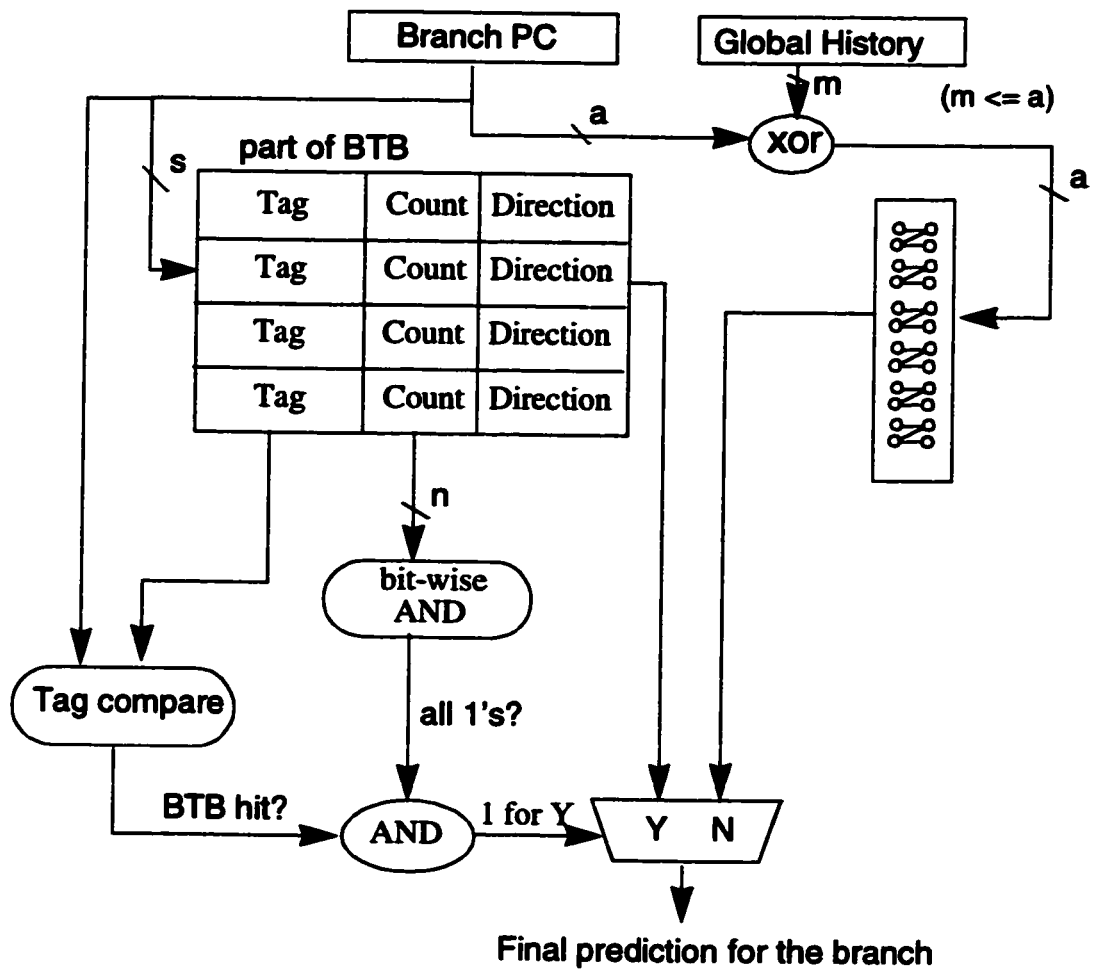 Branch PC
Global History
m
(m <= a)
a
xor
part of BTB
s
a
Tag Count Direction
Tag Count Direction
Tag Count Direction
Tag Count Direction
n
bit-wise
AND
Tag compare
all 1's?
BTB hit?
AND
1 for Y
Y N
Final prediction for the branch